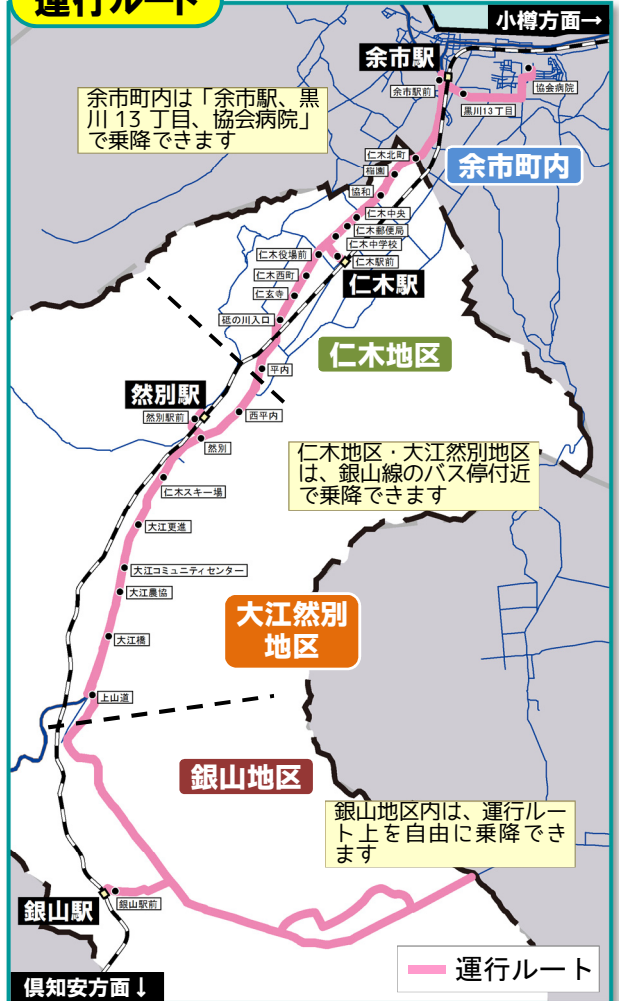 運行ルート
小樽方面→
余市駅
余市駅前
協会病院
黒川13丁目
余市町内は「余市駅、黒
川 13 丁目、協会病院」
で乗降できます
仁木北町
余市町内
桜園
協和
仁木中央
仁木郵便局
仁木中学校
仁木役場前
仁木駅前
仁木駅
仁木西町
仁玄寺
砥の川入口
仁木地区
平内
然別駅
然別駅前
西平内
然別
仁木地区・大江然別地区
は、銀山線のバス停付近
で乗降できます
仁木スキー場
大江更進
大江コミュニティセンター
大江農協
大江然別
地区
大江橋
上山道
銀山地区
銀山地区内は、運行ルー
ト上を自由に乗降でき
ます
銀山駅
銀山駅前
運行ルート
倶知安方面↓